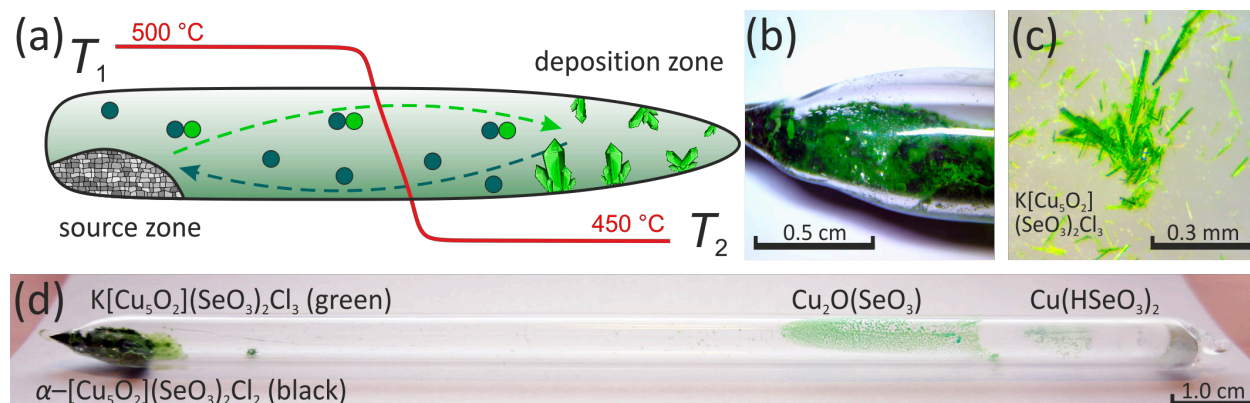 (a)
500 °C
T₁
deposition zone
source zone
450 °C
T₂
(b)
0.5 cm
(c)
K[Cu₅O₂]
(SeO₃)₂Cl₃
0.3 mm
(d)
K[Cu₅O₂](SeO₃)₂Cl₃ (green)
Cu₂O(SeO₃)
Cu(HSeO₃)₂
α–[Cu₅O₂](SeO₃)₂Cl₂ (black)
1.0 cm